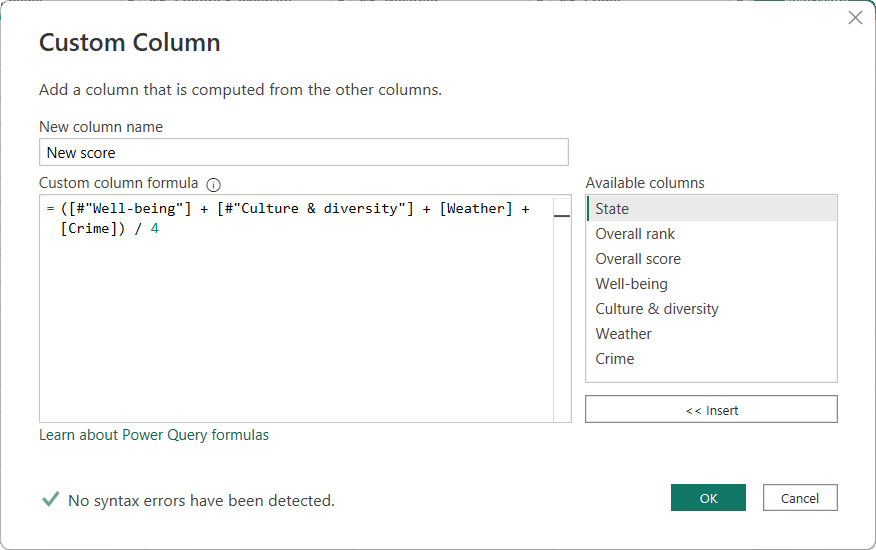 Custom Column
Add a column that is computed from the other columns.
New column name
New score
Custom column formula
= ([#"Well-being"] + [#"Culture & diversity"] + [Weather] +
[Crime]) / 4
Available columns
State
Overall rank
Overall score
Well-being
Culture & diversity
Weather
Crime
<< Insert
Learn about Power Query formulas
No syntax errors have been detected.
OK
Cancel